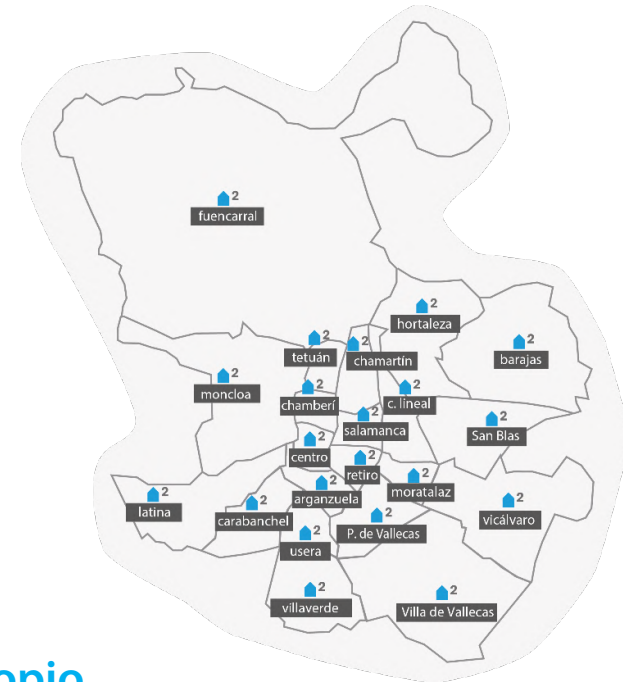 2
fuencarral
2
hortaleza
2
tetuán
2
chamartín
2
barajas
2
moncloa
2
chamberí
2
c. lineal
2
salamanca
2
San Blas
2
centro
2
retiro
2
moratalaz
2
arganzuela
2
latina
2
carabanchel
2
vicálvaro
2
P. de Vallecas
2
usera
2
villaverde
2
Villa de Vallecas